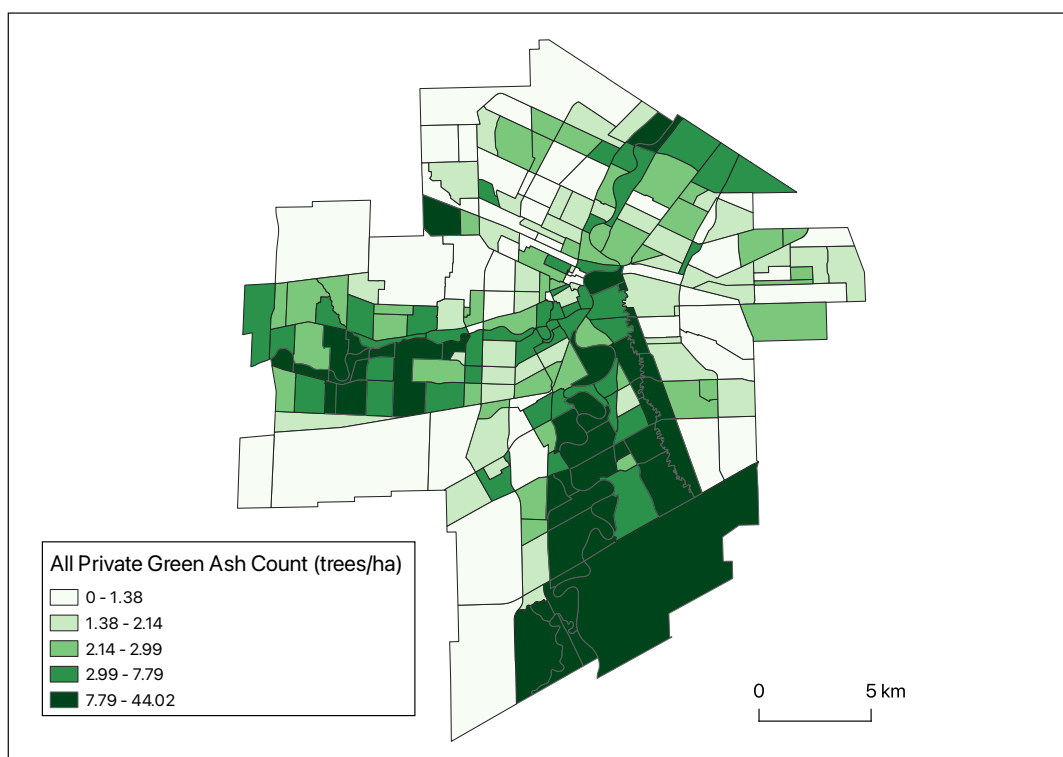 All Private Green Ash Count (trees/ha)
0 - 1.38
1.38 - 2.14
2.14 - 2.99
2.99 - 7.79
7.79 - 44.02
0 5 km